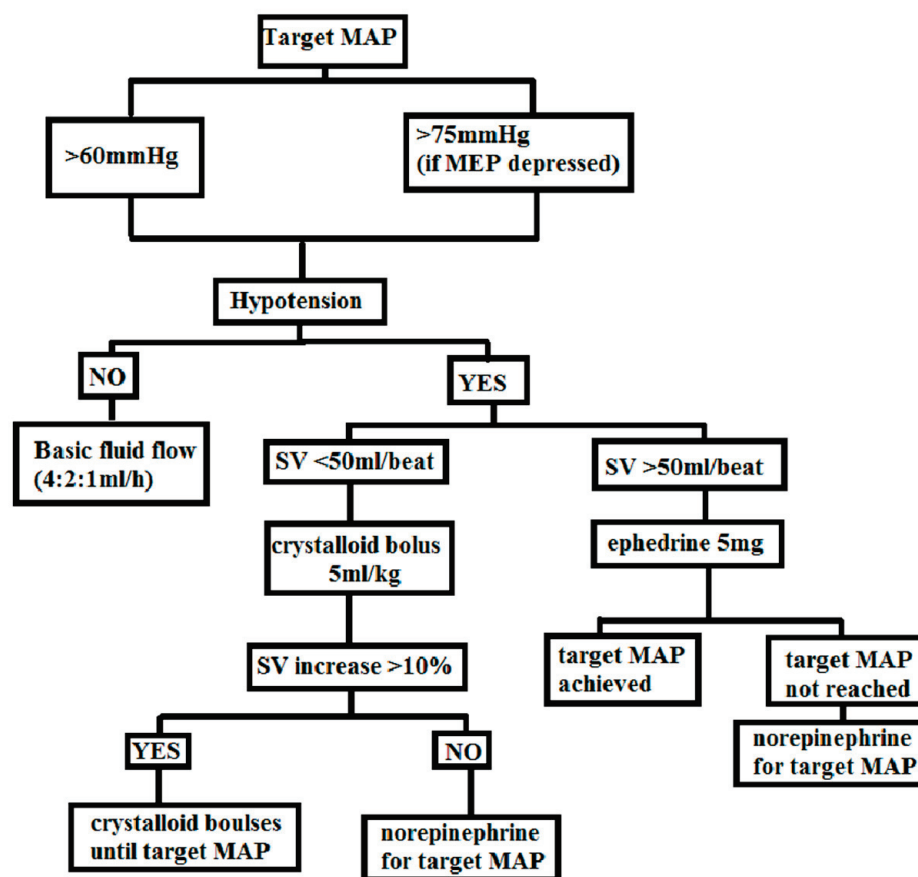 Target MAP
>60mmHg
>75mmHg
(if MEP depressed)
Hypotension
NO
YES
Basic fluid flow
(4:2:1ml/h)
SV <50ml/beat
SV >50ml/beat
crystalloid bolus
5ml/kg
ephedrine 5mg
SV increase >10%
target MAP
achieved
target MAP
not reached
YES
NO
norepinephrine
for target MAP
crystalloid boulses
until target MAP
norepinephrine
for target MAP